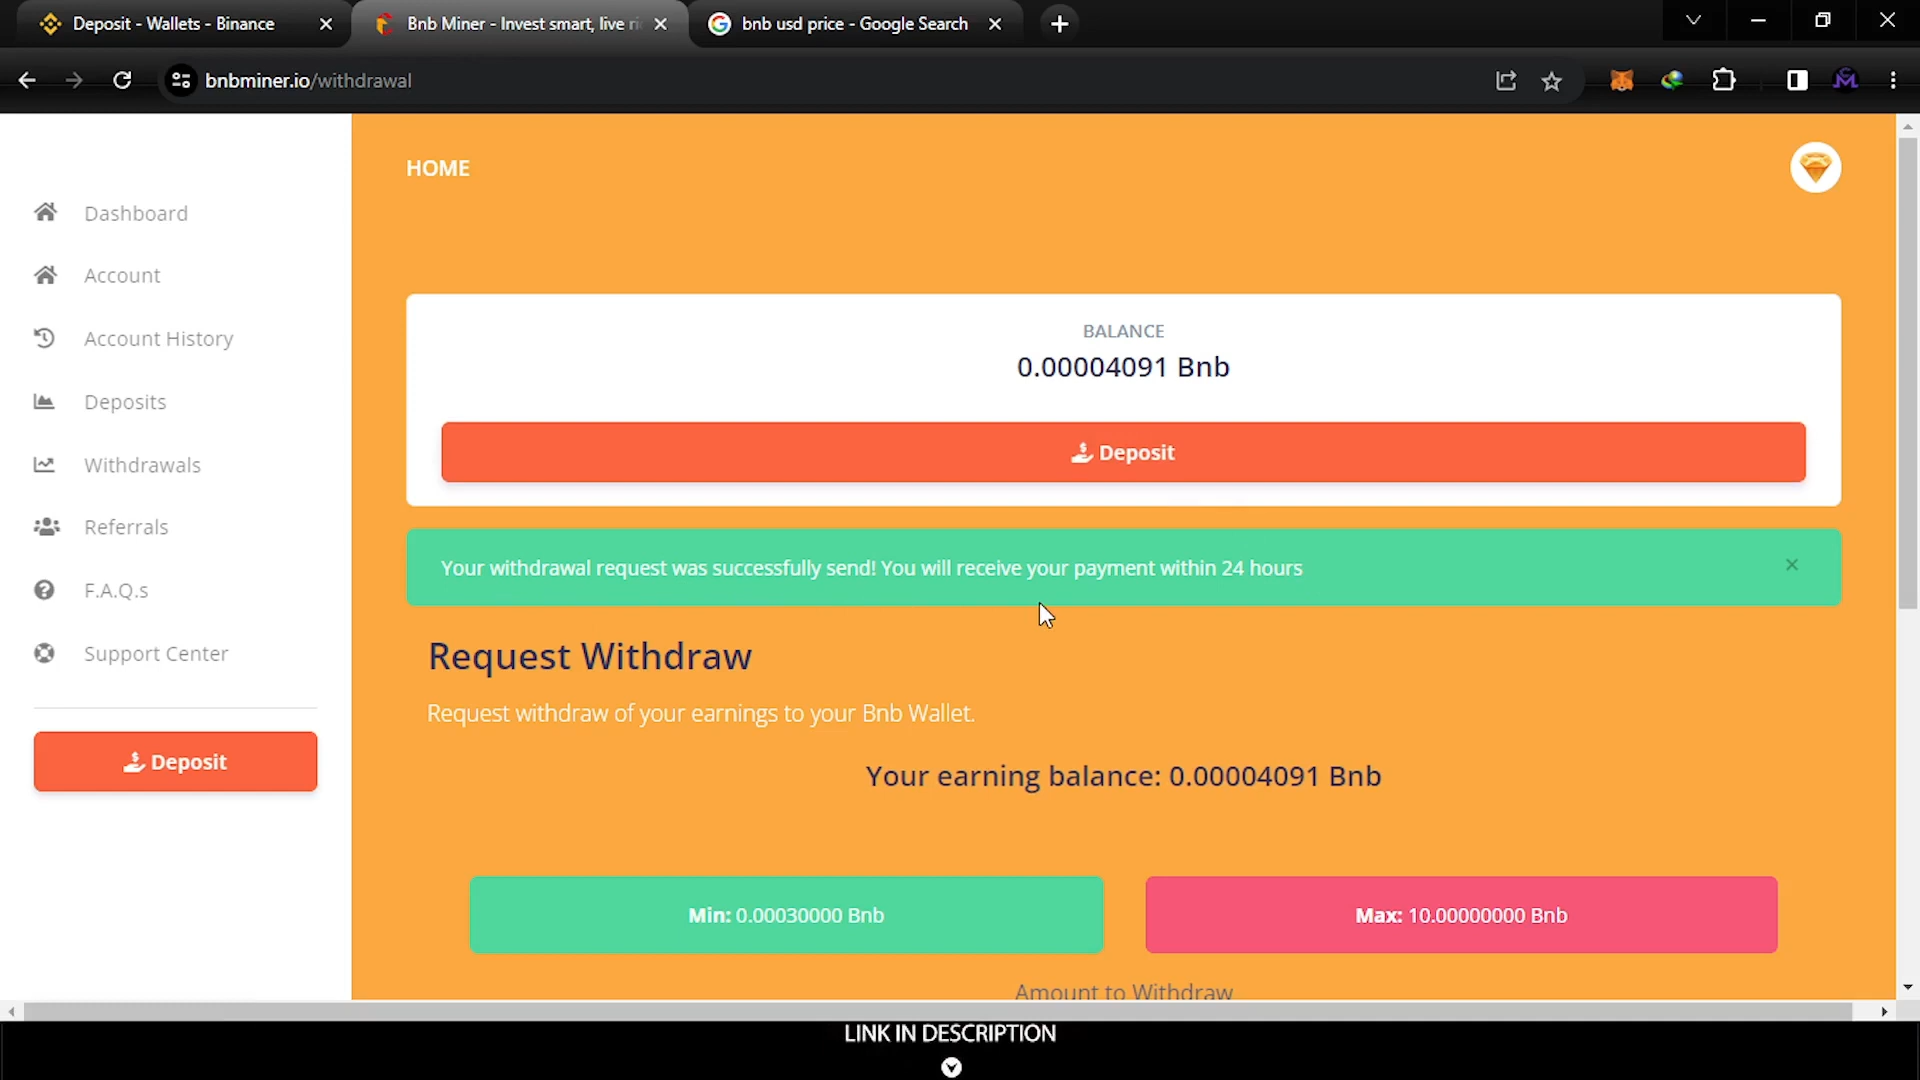 Deposit - Wallets - Binance
Bnb Miner - Invest smart, live ri
bnb usd price - Google Search
bnbminer.io/withdrawal
HOME
Dashboard
Account
Account History
Deposits
Withdrawals
Referrals
F.A.Q.s
Support Center
Deposit
BALANCE
0.00004091 Bnb
Deposit
Your withdrawal request was successfully send! You will receive your payment within 24 hours
Request Withdraw
Request withdraw of your earnings to your Bnb Wallet.
Your earning balance: 0.00004091 Bnb
Min: 0.00030000 Bnb
Max: 10.00000000 Bnb
Amount to Withdraw
LINK IN DESCRIPTION